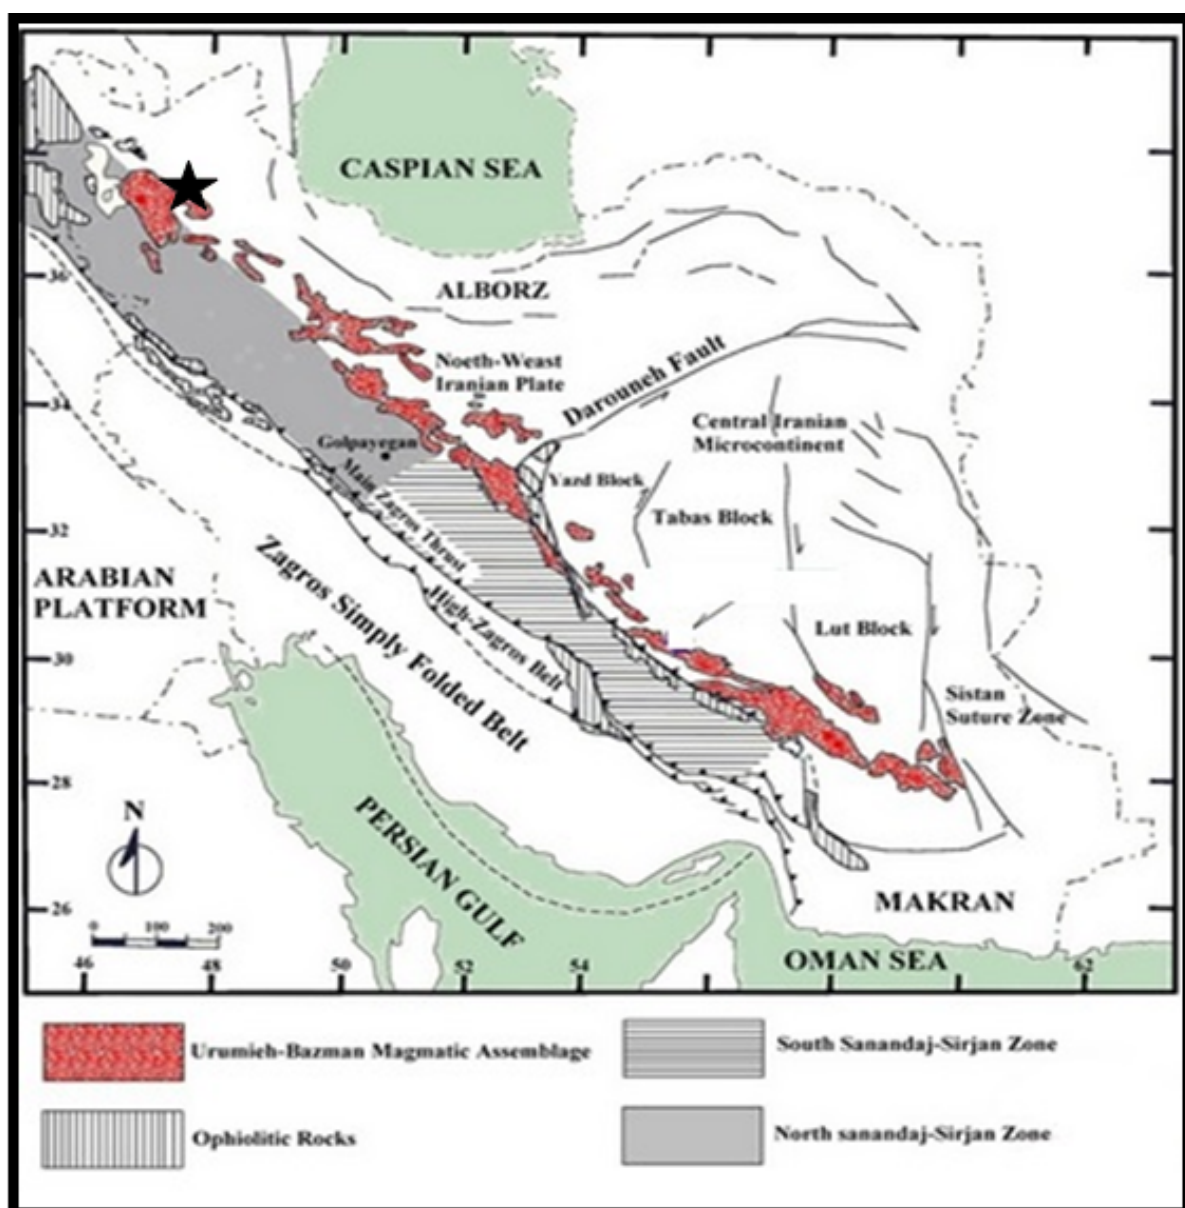 CASPIAN SEA
36
ALBORZ
Noeth-Weast
Iranian Plate
Darouneh Fault
34
Central Iranian
Microcontinent
Golpayegan
Main Zagros Thrust
Yazd Block
Tabas Block
32
ARABIAN
PLATFORM
Zagros Simply Folded Belt
High-Zagros Belt
Lut Block
30
Sistan
Suture Zone
28
N
PERSIAN GULF
MAKRAN
26
0 100 200
OMAN SEA
46 48 50 52 54 62
Urumieh-Bazman Magmatic Assemblage
South Sanandaj-Sirjan Zone
Ophiolitic Rocks
North sanandaj-Sirjan Zone